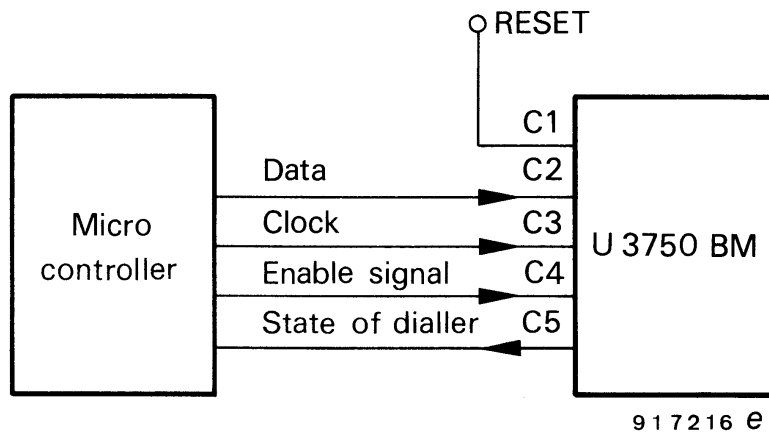 RESET
C1
Data C2
Clock C3
Micro
controller
U 3750 BM
Enable signal C4
State of dialler C5
917216 e